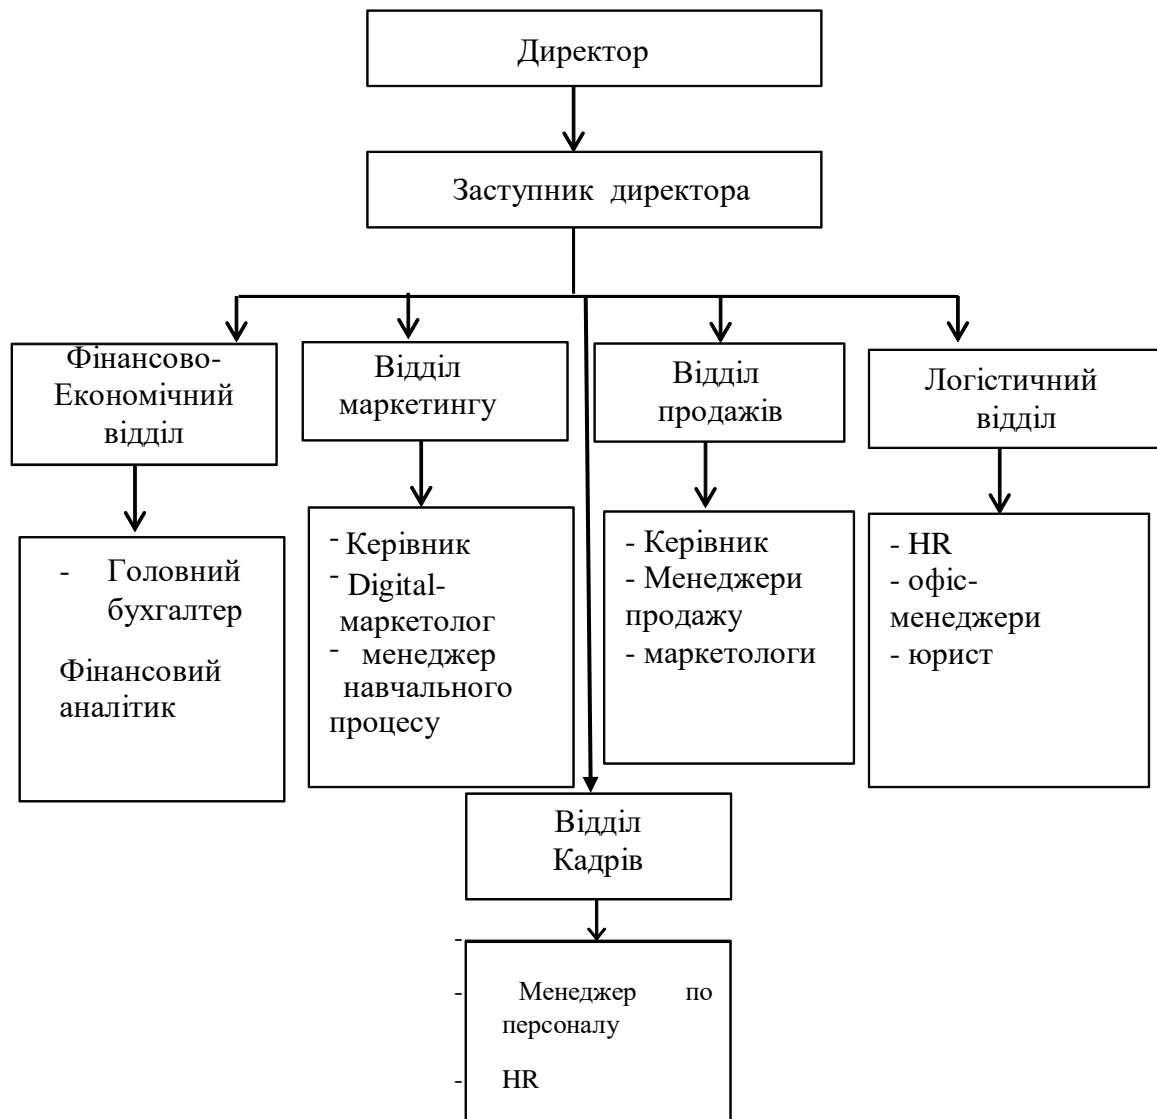 Директор
Заступник директора
Фінансово-
Економічний
відділ
Відділ
маркетингу
Відділ
продажів
Логістичний
відділ
- Головний
бухгалтер
Фінансовий
аналітик
- Керівник
- Digital-
маркетолог
- менеджер
навчального
процесу
- Керівник
- Менеджери
продажу
- маркетологи
- HR
- офіс-
менеджери
- юрист
Відділ
Кадрів
-
- Менеджер по
персоналу
- HR